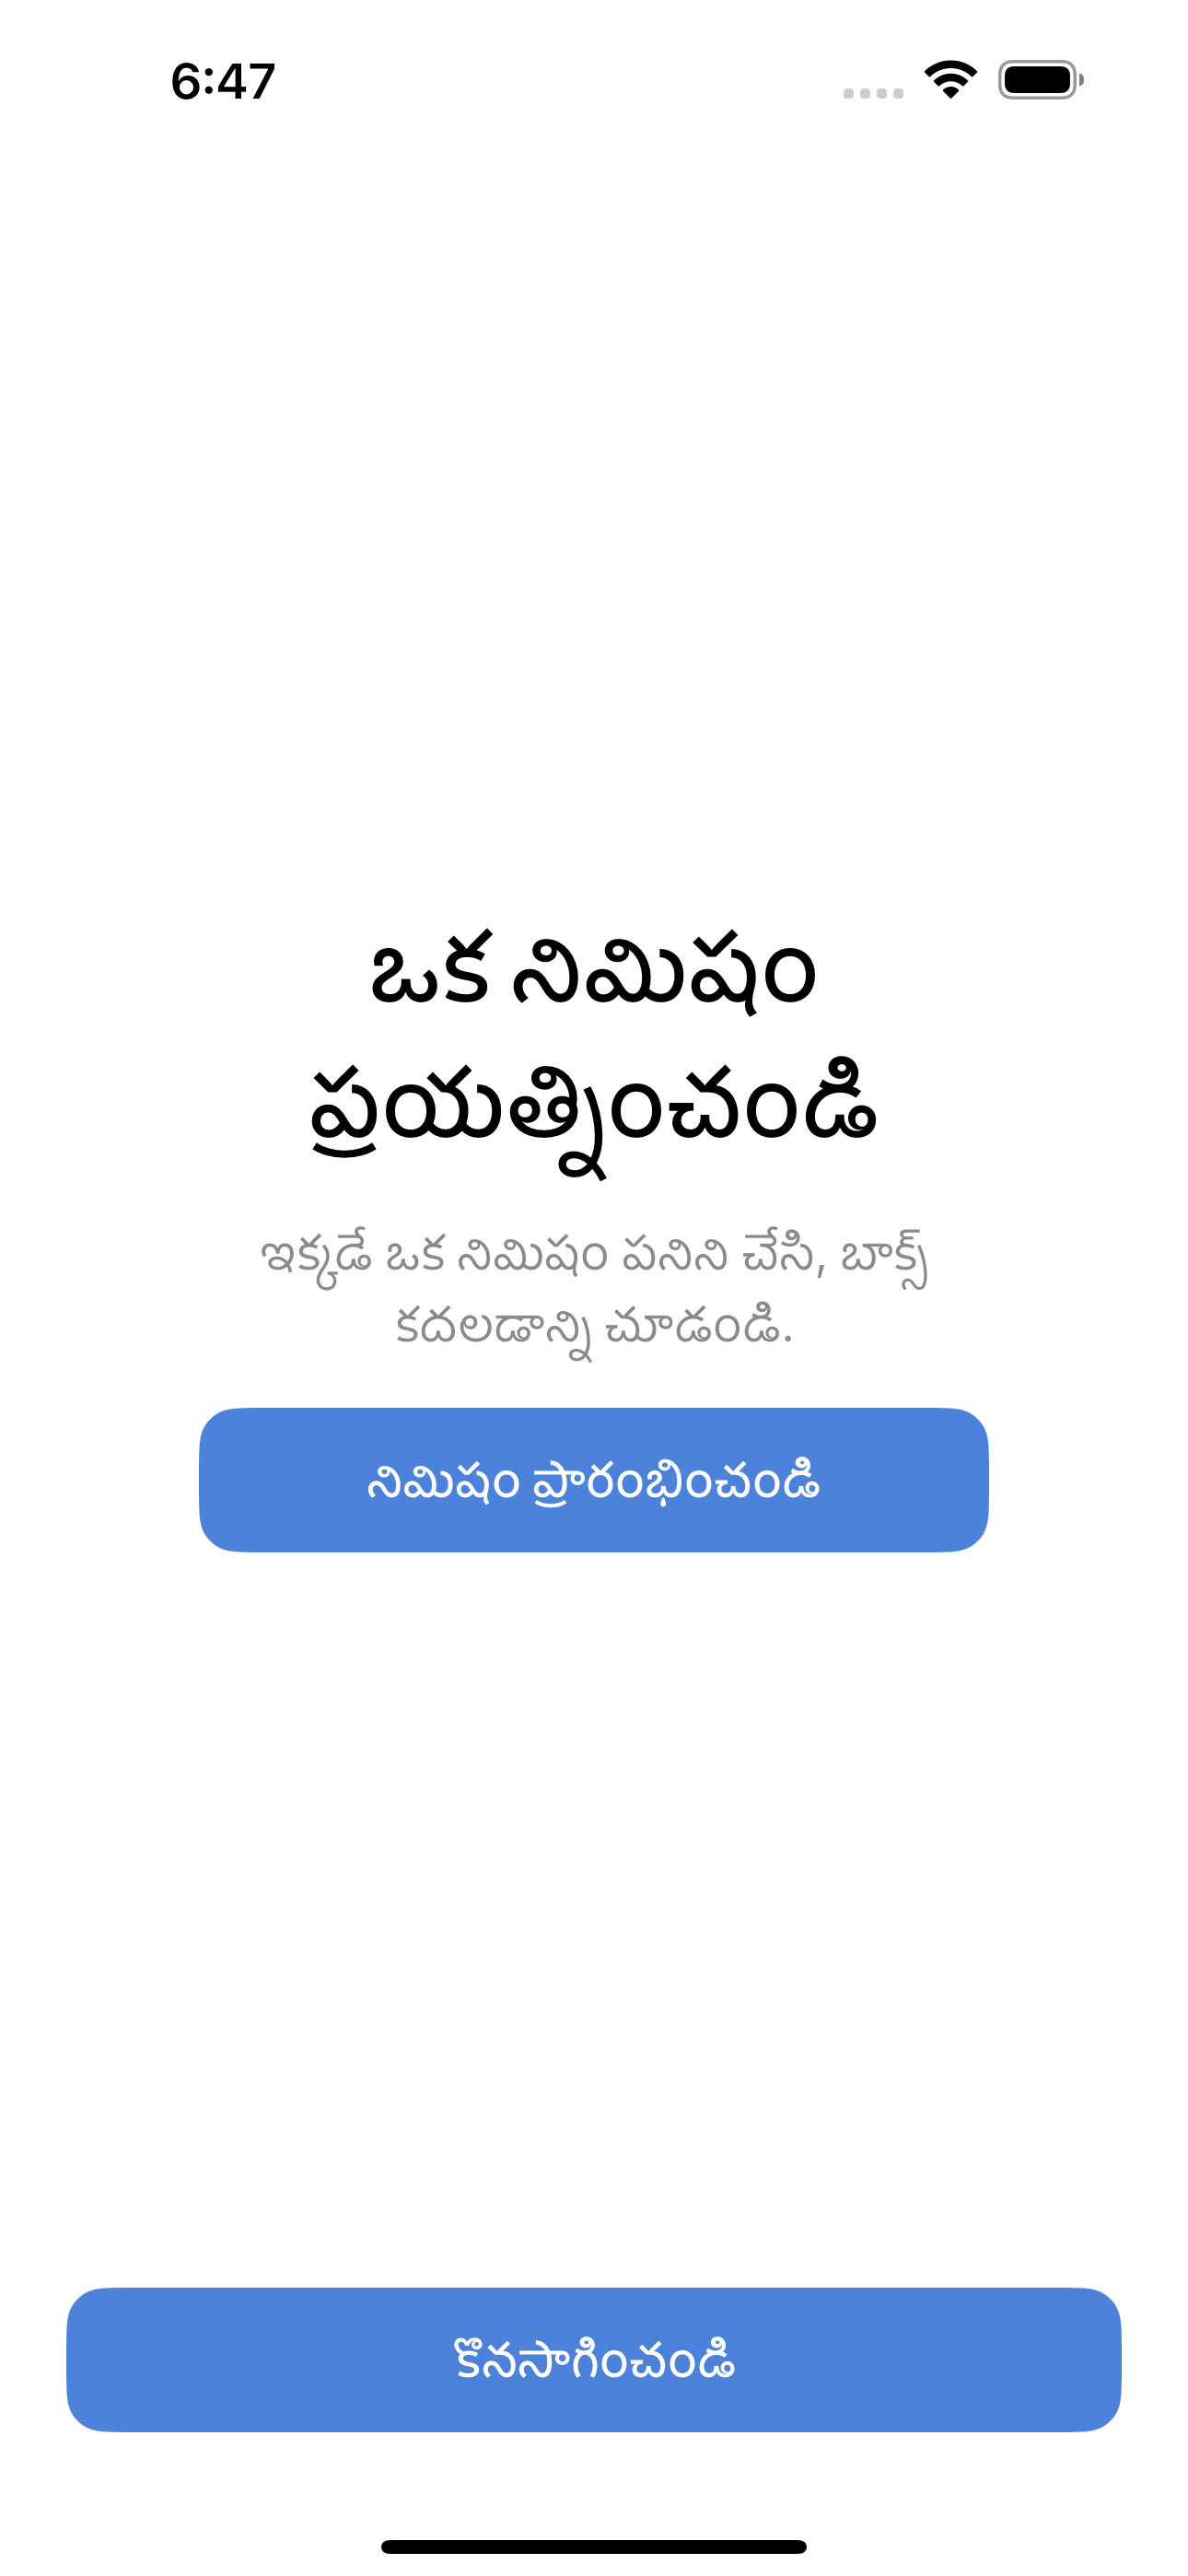 6:47
ఒక నిమిషం
ప్రయత్నించండి
ఇక్కడే ఒక నిమిషం పనిని చేసి, బాక్స్
కదలడాన్ని చూడండి.
నిమిషం ప్రారంభించండి
కొనసాగించండి